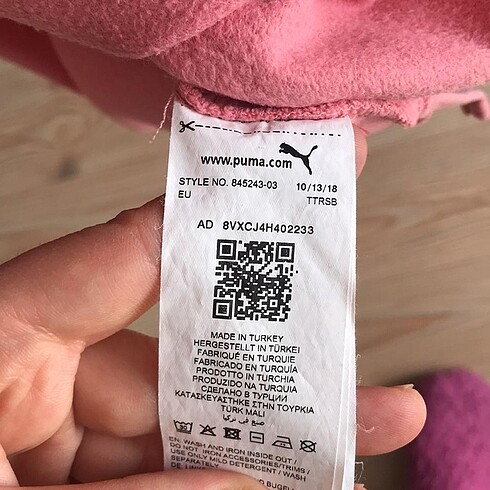 www.puma.com
STYLE NO. 845243-03 10/13/18
EU TTRSB
AD 8VXCJ4H402233
MADE IN TURKEY
HERGESTELLT IN TÜRKEI
FABRIQUÉ EN TURQUIE
FABRICADO EN TURQUÍA
PRODOTTO IN TURCHIA
PRODUZIDO NA TURQUIA
СДЕЛАНО В ТУРЦИИ
ΚΑΤΑΣΚΕΥΑΣΤΗΚΕ ΣΤΗΝ ΤΟΥΡΚΙΑ
TÜRK MALI
صنع في تركيا
30
EN: WASH AND IRON INSIDE OUT /
DO NOT IRON ACCESSORIES/TRIMS /
USE ONLY MILD DETERGENT / WASH
SEPARATELY
BÜGEL